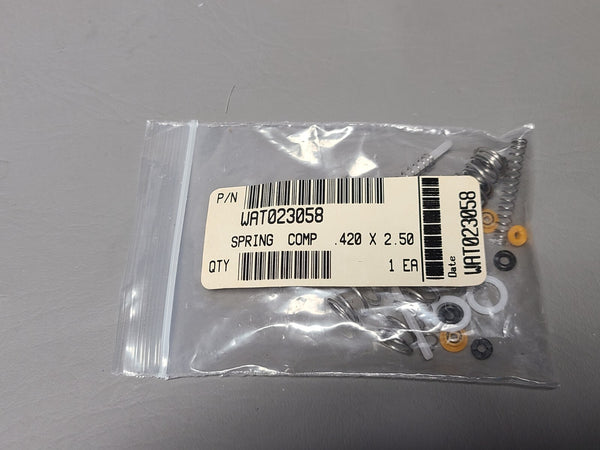 P/N
WAT023058
SPRING COMP .420 X 2.50
QTY 1 EA
Date
WAT023058